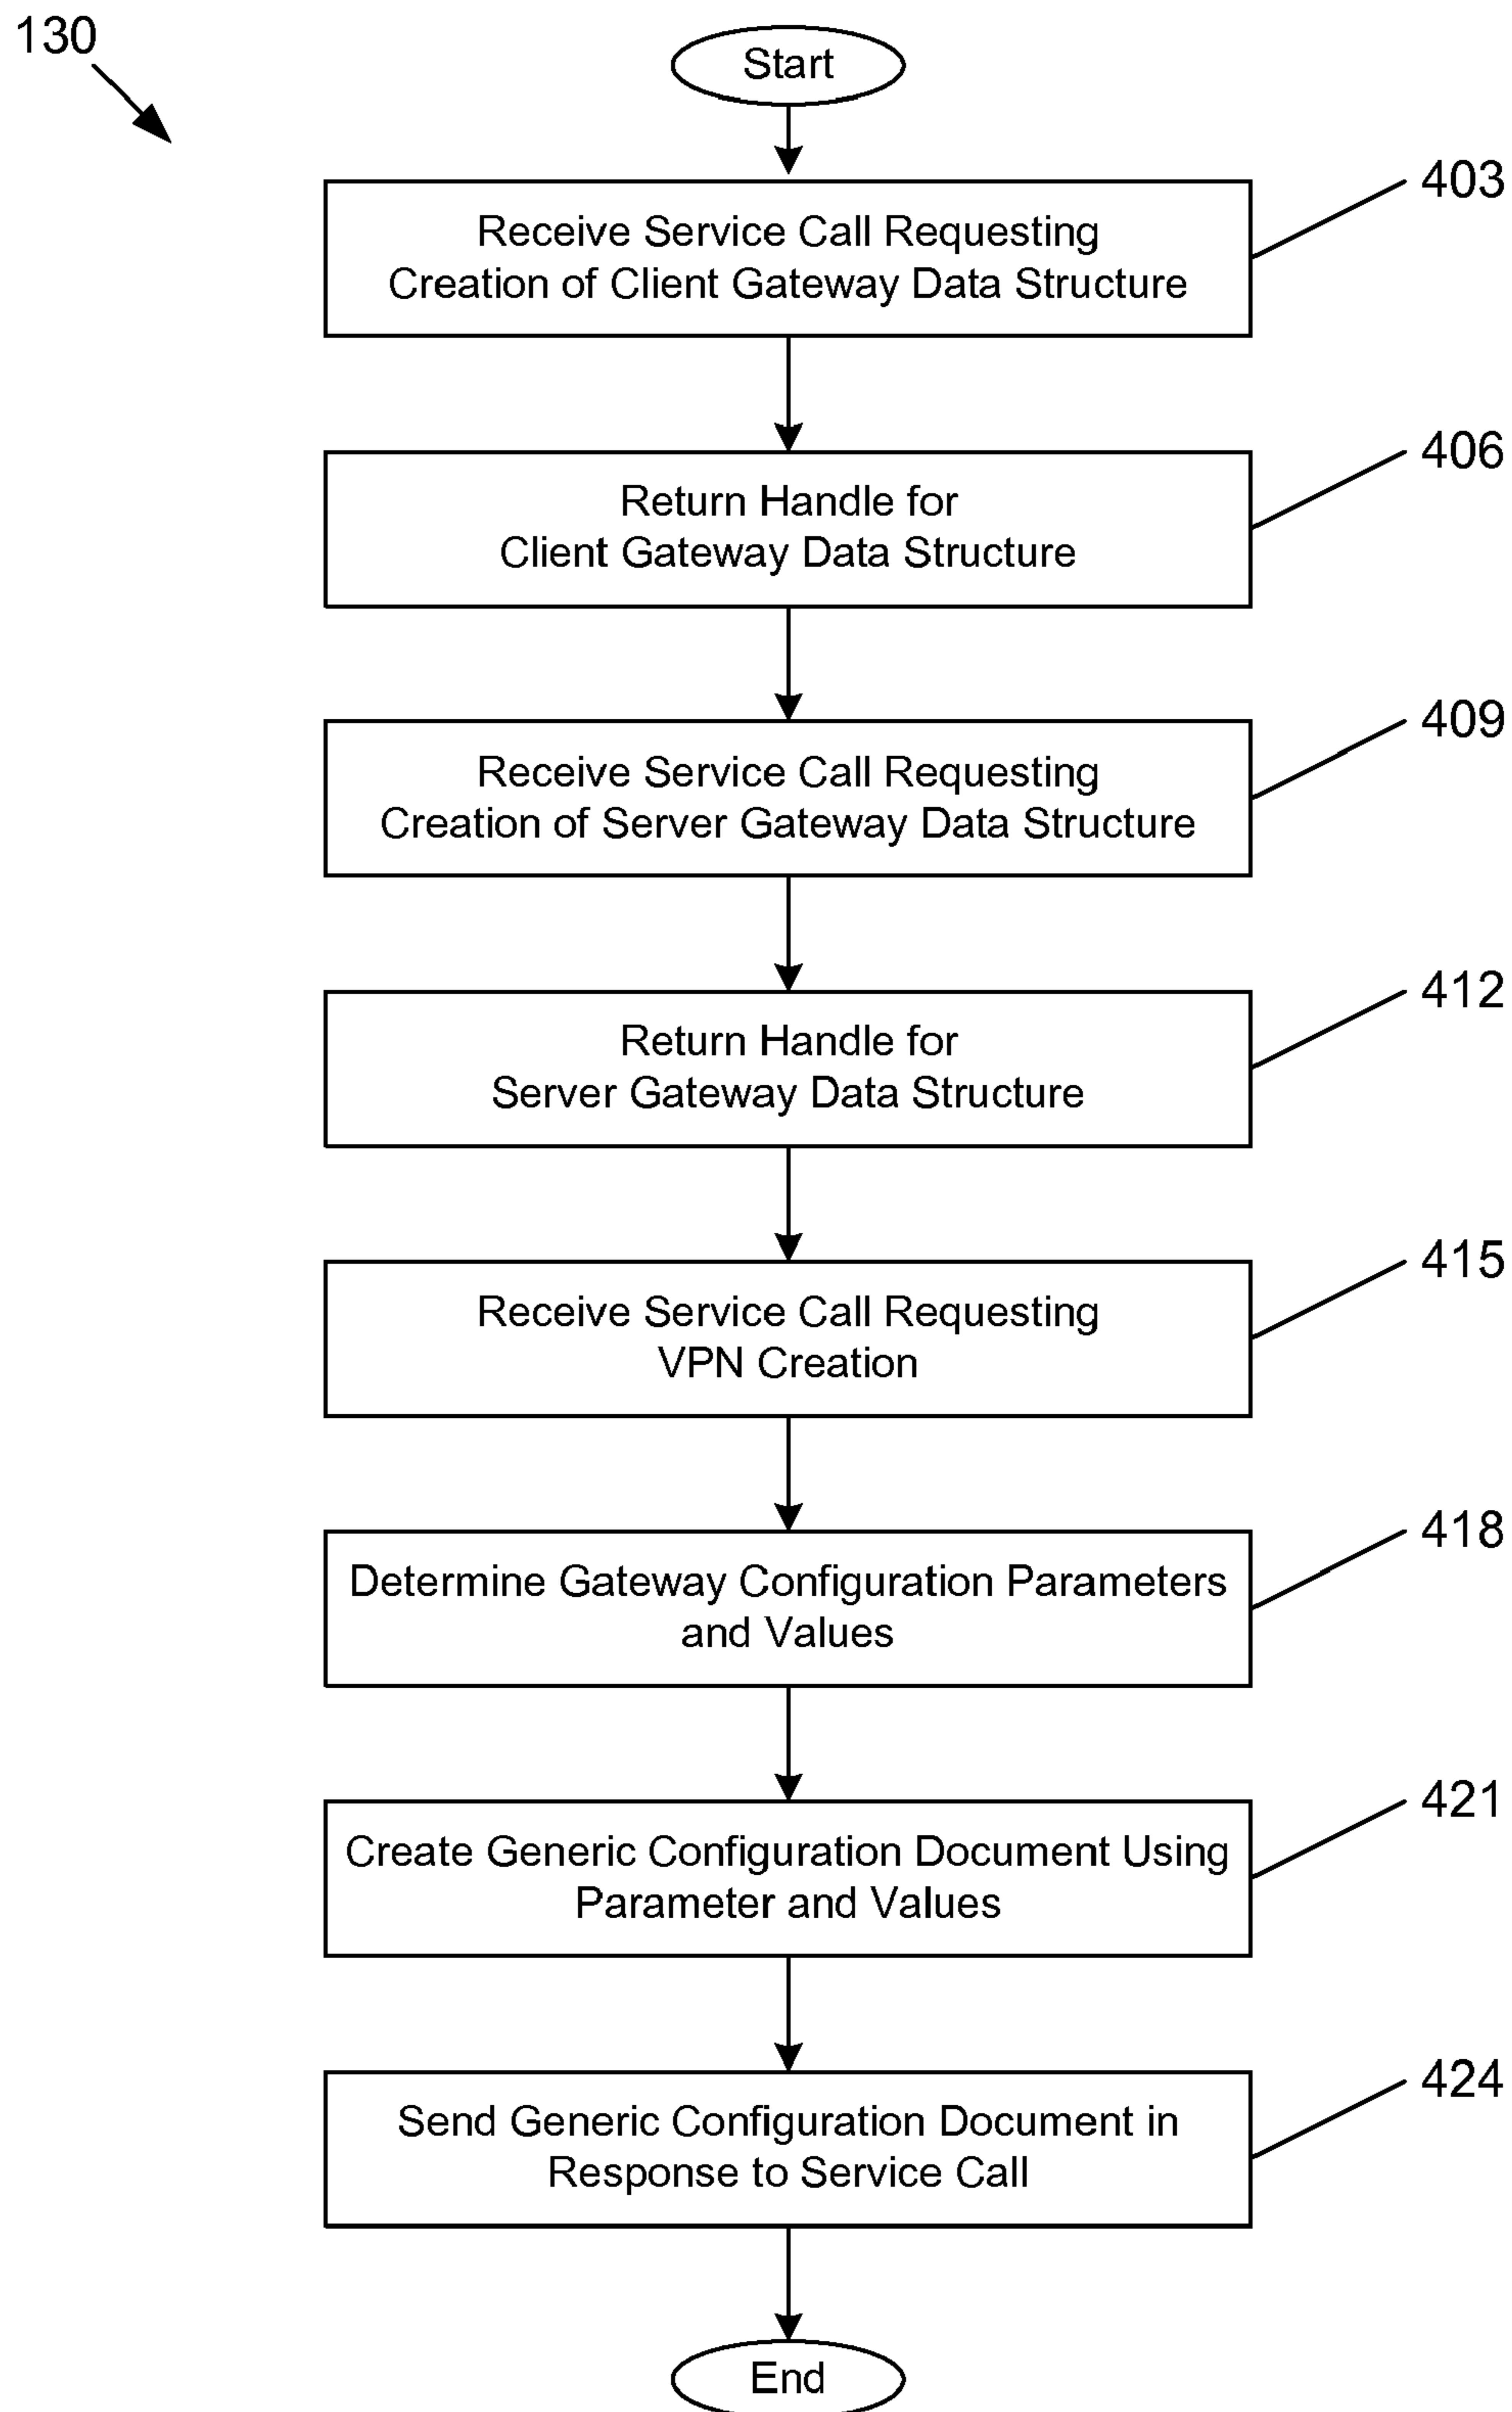 130
Start
403
Receive Service Call Requesting
Creation of Client Gateway Data Structure
406
Return Handle for
Client Gateway Data Structure
409
Receive Service Call Requesting
Creation of Server Gateway Data Structure
412
Return Handle for
Server Gateway Data Structure
415
Receive Service Call Requesting
VPN Creation
418
Determine Gateway Configuration Parameters
and Values
421
Create Generic Configuration Document Using
Parameter and Values
424
Send Generic Configuration Document in
Response to Service Call
End